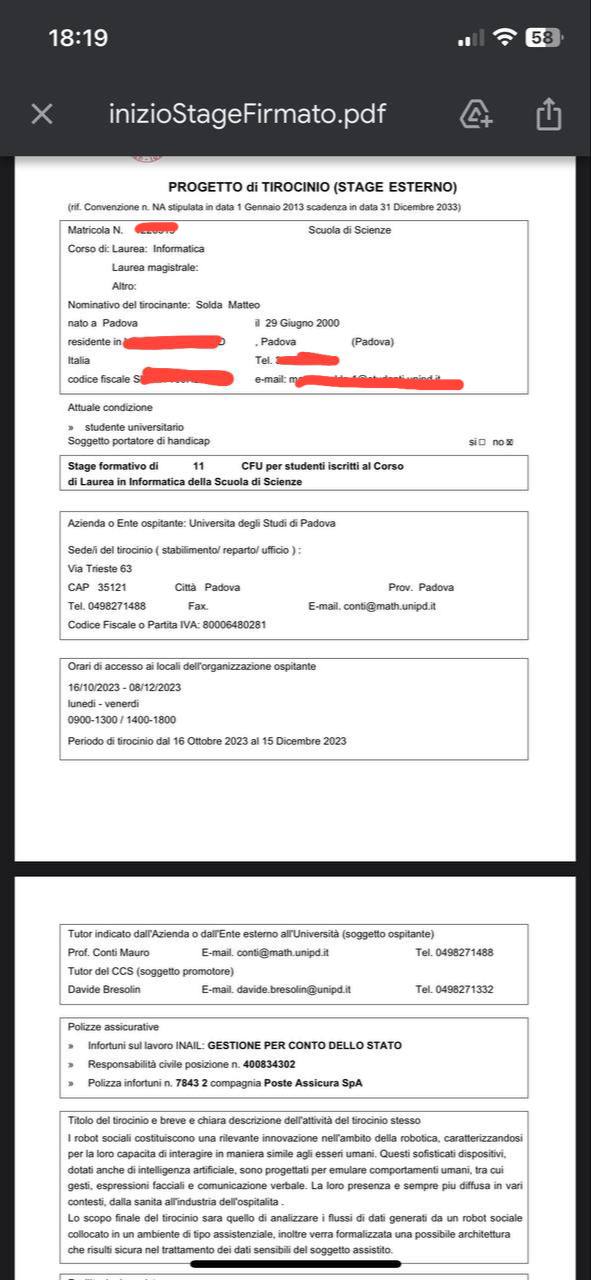 18:19
58
inizioStageFirmato.pdf
PROGETTO di TIROCINIO (STAGE ESTERNO)
(rif. Convenzione n. NA stipulata in data 1 Gennaio 2013 scadenza in data 31 Dicembre 2033)
Matricola N. Scuola di Scienze
Corso di: Laurea: Informatica
Laurea magistrale:
Altro:
Nominativo del tirocinante: Solda Matteo
nato a Padova il 29 Giugno 2000
residente in , Padova (Padova)
Italia Tel.
codice fiscale e-mail:
Attuale condizione
» studente universitario
Soggetto portatore di handicap si☐ no☒
Stage formativo di 11 CFU per studenti iscritti al Corso
di Laurea in Informatica della Scuola di Scienze
Azienda o Ente ospitante: Universita degli Studi di Padova
Sede/i del tirocinio ( stabilimento/ reparto/ ufficio ) :
Via Trieste 63
CAP 35121 Città Padova Prov. Padova
Tel. 0498271488 Fax. E-mail. conti@math.unipd.it
Codice Fiscale o Partita IVA: 80006480281
Orari di accesso ai locali dell'organizzazione ospitante
16/10/2023 - 08/12/2023
lunedi - venerdi
0900-1300 / 1400-1800
Periodo di tirocinio dal 16 Ottobre 2023 al 15 Dicembre 2023
Tutor indicato dall'Azienda o dall'Ente esterno all'Università (soggetto ospitante)
Prof. Conti Mauro E-mail. conti@math.unipd.it Tel. 0498271488
Tutor del CCS (soggetto promotore)
Davide Bresolin E-mail. davide.bresolin@unipd.it Tel. 0498271332
Polizze assicurative
» Infortuni sul lavoro INAIL: GESTIONE PER CONTO DELLO STATO
» Responsabilità civile posizione n. 400834302
» Polizza infortuni n. 7843 2 compagnia Poste Assicura SpA
Titolo del tirocinio e breve e chiara descrizione dell'attività del tirocinio stesso
I robot sociali costituiscono una rilevante innovazione nell'ambito della robotica, caratterizzandosi
per la loro capacita di interagire in maniera simile agli esseri umani. Questi sofisticati dispositivi,
dotati anche di intelligenza artificiale, sono progettati per emulare comportamenti umani, tra cui
gesti, espressioni facciali e comunicazione verbale. La loro presenza e sempre piu diffusa in vari
contesti, dalla sanita all'industria dell'ospitalita .
Lo scopo finale del tirocinio sara quello di analizzare i flussi di dati generati da un robot sociale
collocato in un ambiente di tipo assistenziale, inoltre verra formalizzata una possibile architettura
che risulti sicura nel trattamento dei dati sensibili del soggetto assistito.